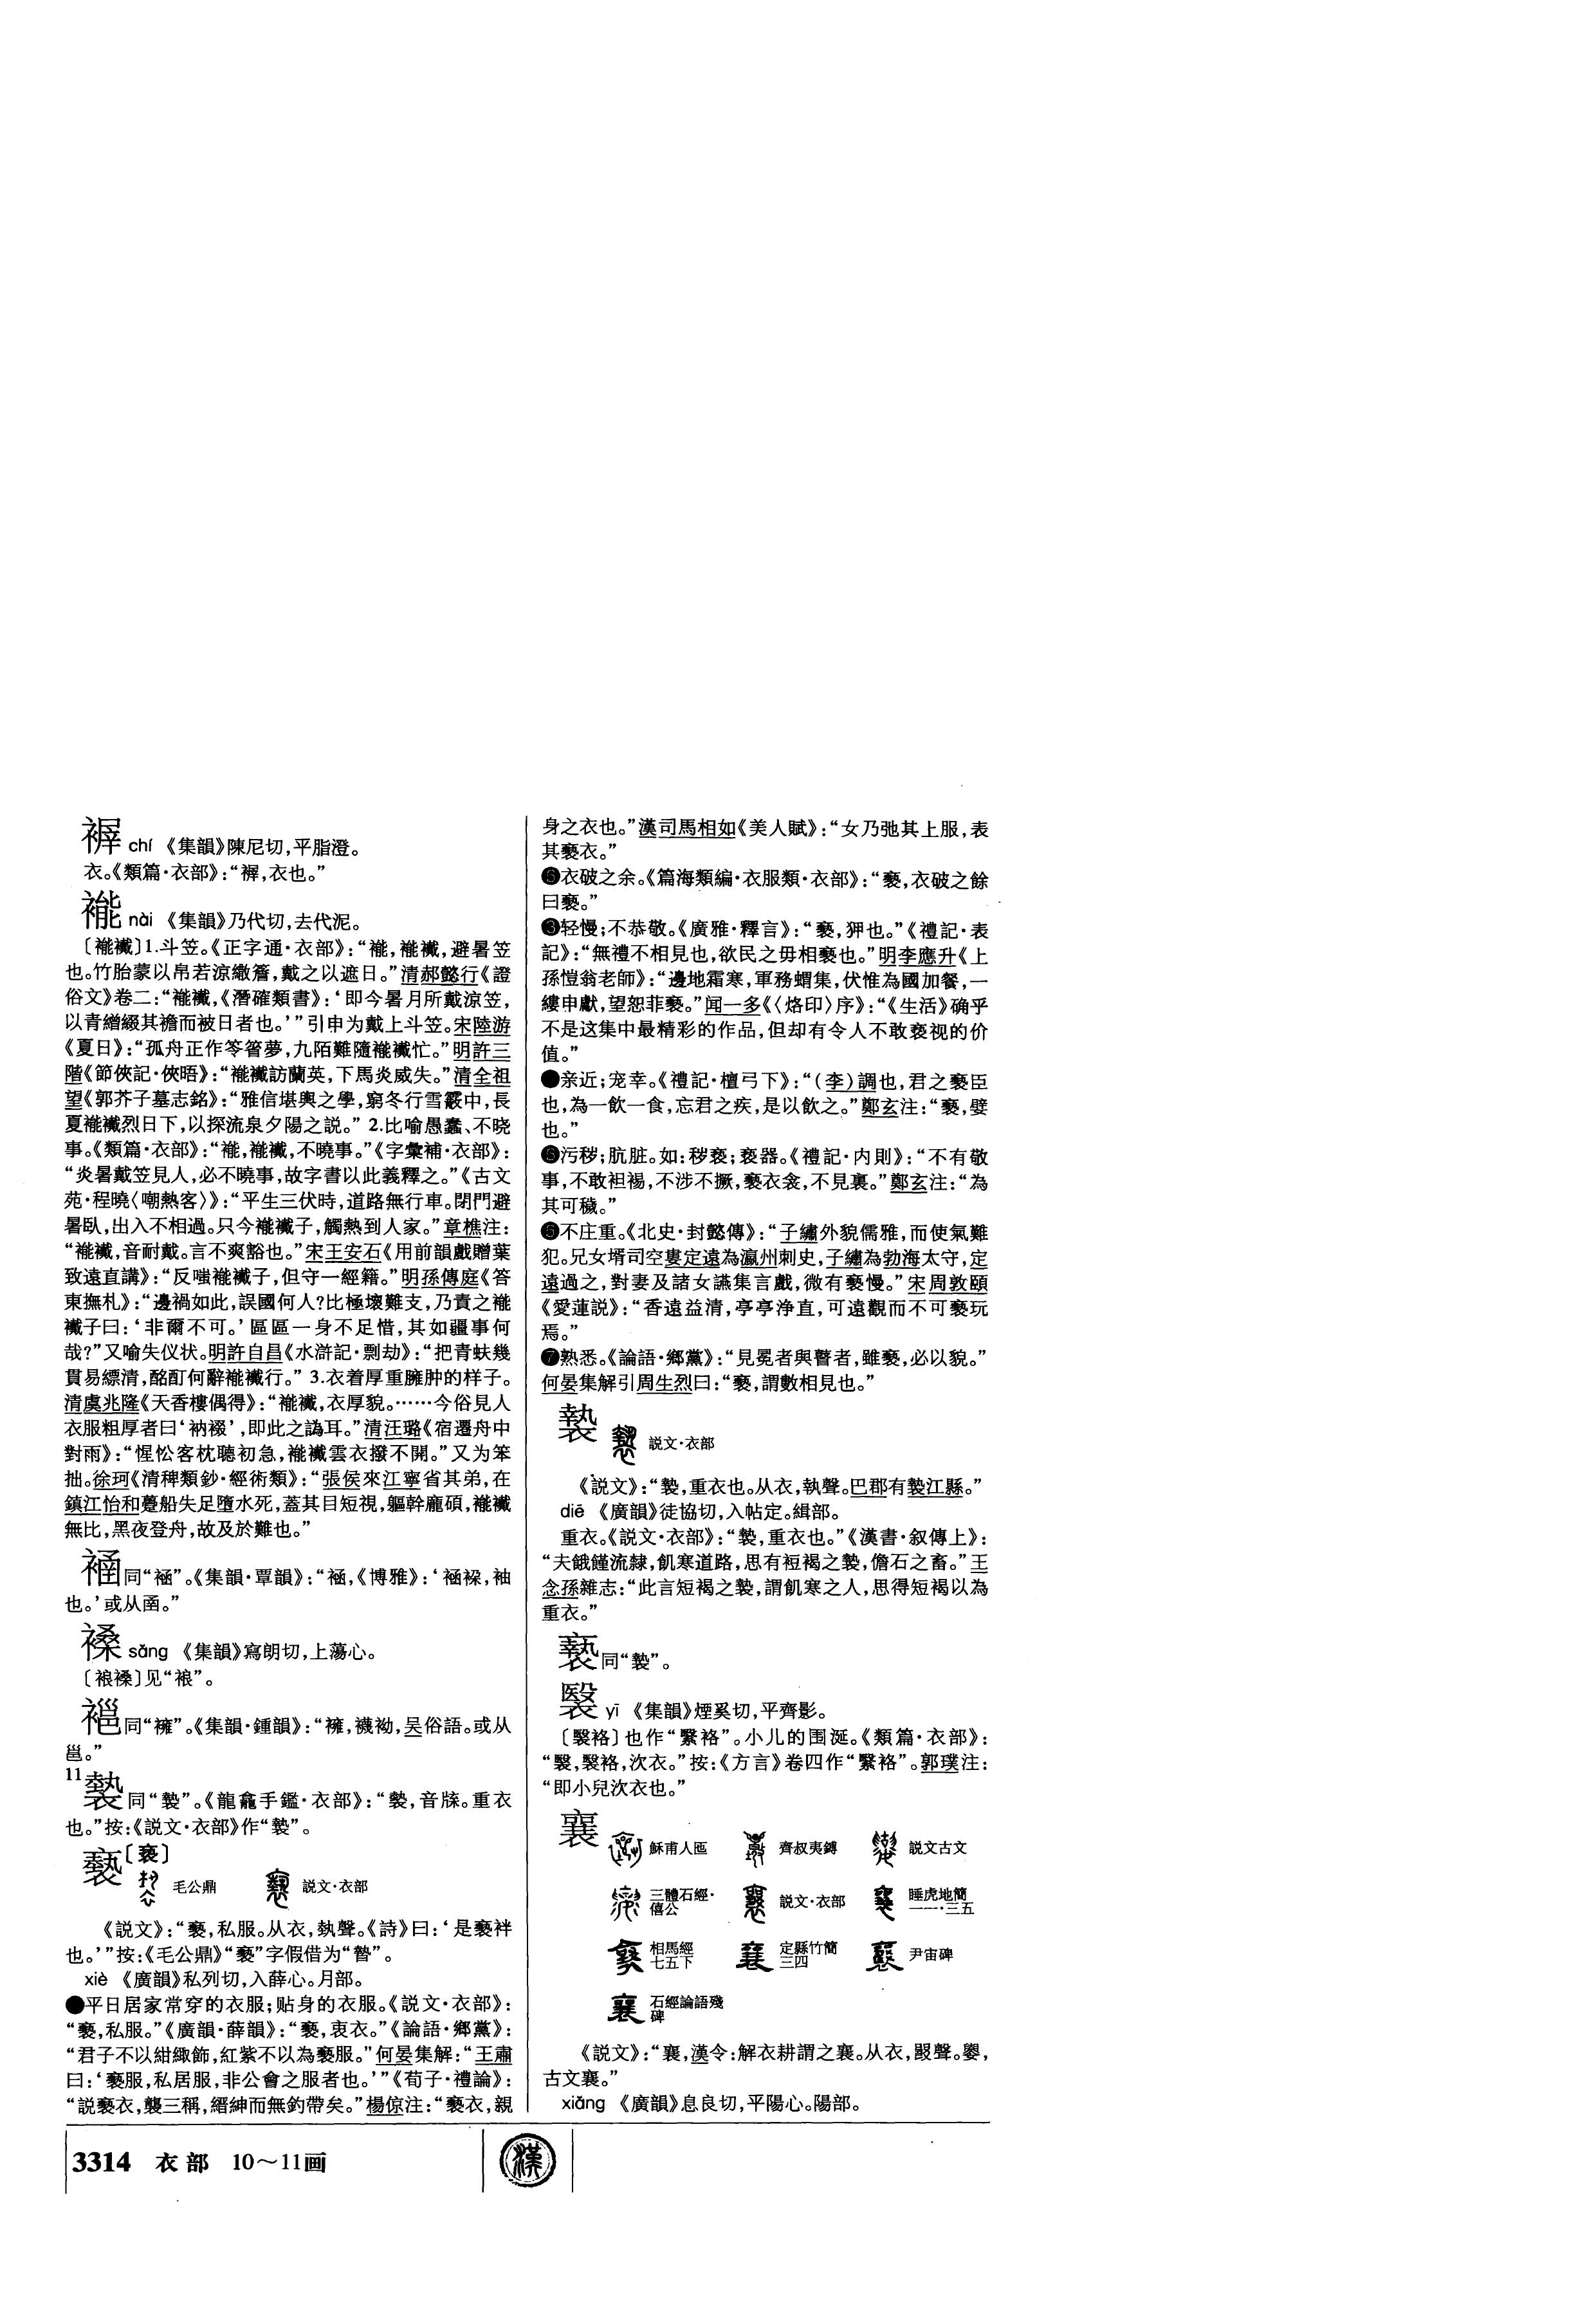 褷 chí 《集韻》陳尼切,平脂澄。
衣。《類篇·衣部》:“,衣也。”
褦 nài 《集韻》乃代切,去代泥。
〔褦襶〕1.斗笠。《正字通·衣部》:“褦,褦襶,避暑笠
也。竹胎蒙以帛若涼繖簷,戴之以遮日。”清郝懿行《證
俗文》卷二:“褦襶,《潛確類書》:‘即今暑月所戴涼笠,
以青繒綴其襜而被日者也。’”引申为戴上斗笠。宋陸游
《夏日》:“孤舟正作笭箵夢,九陌難隨褦襶忙。”明許三
階《節俠記·俠晤》:“褦襶訪蘭英,下馬炎威失。”清全祖
望《郭芥子墓志銘》:“雅信堪輿之學,窮冬行雪霰中,長
夏褦襶烈日下,以探流泉夕陽之説。” 2.比喻愚蠢、不晓
事。《類篇·衣部》:“褦,褦襶,不曉事。”《字彙補·衣部》:
“炎暑戴笠見人,必不曉事,故字書以此義釋之。”《古文
苑·程曉〈嘲熱客〉》:“平生三伏時,道路無行車。閉門避
暑臥,出入不相過。只今褦襶子,觸熱到人家。”章樵注:
“褦襶,音耐戴。言不爽豁也。”宋王安石《用前韻戲贈葉
致遠直講》:“反嗤褦襶子,但守一經籍。”明孫傳庭《答
東撫札》:“邊禍如此,誤國何人?比極壞難支,乃責之褦
襶子曰:‘非爾不可。’區區一身不足惜,其如疆事何
哉?”又喻失仪状。明許自昌《水滸記·剽劫》:“把青蚨幾
貫易縹清,酩酊何辭褦襶行。” 3.衣着厚重臃肿的样子。
清虞兆隆《天香樓偶得》:“褦襶,衣厚貌。……今俗見人
衣服粗厚者曰‘衲裰’,即此之譌耳。”清汪璐《宿遷舟中
對雨》:“惺忪客枕聽初急,褦襶雲衣撥不開。”又为笨
拙。徐珂《清稗類鈔·經術類》:“張侯來江寧省其弟,在
鎮江怡和躉船失足墮水死,蓋其目短視,軀幹龐碩,褦襶
無比,黑夜登舟,故及於難也。”
同“”。《集韻·覃韻》:“,《博雅》:‘,袖
也。’或从函。”
褬 sǎng 《集韻》寫朗切,上蕩心。
〔褬〕见“”。
同“襱”。《集韻·鍾韻》:“,襪袎,吴俗語。或从
邕。”
11
褺同“褺”。《龍龕手鑑·衣部》:“,音牒。重衣
也。”按:《説文·衣部》作“褺”。
褻〔亵〕
毛公鼎 説文·衣部
《説文》:“褻,私服。从衣,埶聲。《詩》曰:‘是褻袢
也。’”按:《毛公鼎》“褻”字假借为“暬”。
xiè 《廣韻》私列切,入薛心。月部。
●平日居家常穿的衣服;贴身的衣服。《説文·衣部》:
“褻,私服。”《廣韻·薛韻》:“褻,衷衣。”《論語·鄉黨》:
“君子不以紺緅飾,紅紫不以為褻服。”何晏集解:“王肅
曰:‘褻服,私居服,非公會之服者也。’”《荀子·禮論》:
“説褻衣,襲三稱,縉紳而無鈎帶矣。”楊倞注:“褻衣,親
身之衣也。”漢司馬相如《美人賦》:“女乃弛其上服,表
其褻衣。”
❺衣破之余。《篇海類編·衣服類·衣部》:“褻,衣破之餘
曰褻。”
❸轻慢;不恭敬。《廣雅·釋言》:“褻,狎也。”《禮記·表
記》:“無禮不相見也,欲民之毋相褻也。”明李應升《上
孫愷翁老師》:“邊地霜寒,軍務蝟集,伏惟為國加餐,一
縷申獻,望恕菲褻。”闻一多《〈烙印〉序》:“《生活》确乎
不是这集中最精彩的作品,但却有令人不敢亵视的价
值。”
●亲近;宠幸。《禮記·檀弓下》:“(李)調也,君之褻臣
也,為一飲一食,忘君之疾,是以飲之。”鄭玄注:“褻,嬖
也。”
❺污秽;肮脏。如:秽亵;亵器。《禮記·内則》:“不有敬
事,不敢袒裼,不涉不撅,褻衣衾,不見裏。”鄭玄注:“為
其可穢。”
❺不庄重。《北史·封懿傳》:“子繡外貌儒雅,而使氣難
犯。兄女壻司空婁定遠為瀛州刺史,子繡為勃海太守,定
遠過之,對妻及諸女讌集言戲,微有褻慢。”宋周敦頤
《愛蓮説》:“香遠益清,亭亭浄直,可遠觀而不可褻玩
焉。”
❼熟悉。《論語·鄉黨》:“見冕者與瞽者,雖褻,必以貌。”
何晏集解引周生烈曰:“褻,謂數相見也。”
褺 説文·衣部
《説文》:“褺,重衣也。从衣,執聲。巴郡有褺江縣。”
dié 《廣韻》徒協切,入帖定。緝部。
重衣。《説文·衣部》:“褺,重衣也。”《漢書·叙傳上》:
“夫餓饉流隸,飢寒道路,思有裋褐之褺,儋石之畜。”王
念孫雜志:“此言短褐之褺,謂飢寒之人,思得短褐以為
重衣。”
同“褺”。
yī 《集韻》煙奚切,平齊影。
〔袼〕也作“繄袼”。小儿的围涎。《類篇·衣部》:
“,袼,次衣。”按:《方言》卷四作“繄袼”。郭璞注:
“即小兒次衣也。”
襄
穌甫人匜 齊叔夷鎛 説文古文
三體石經·僖公 説文·衣部 睡虎地簡一一·三五
相馬經七五下 定縣竹簡三四 尹宙碑
石經論語殘碑
《説文》:“襄,漢令:解衣耕謂之襄。从衣,㗊聲。,
古文襄。”
xiāng 《廣韻》息良切,平陽心。陽部。
3314 衣部 10～11画
漢